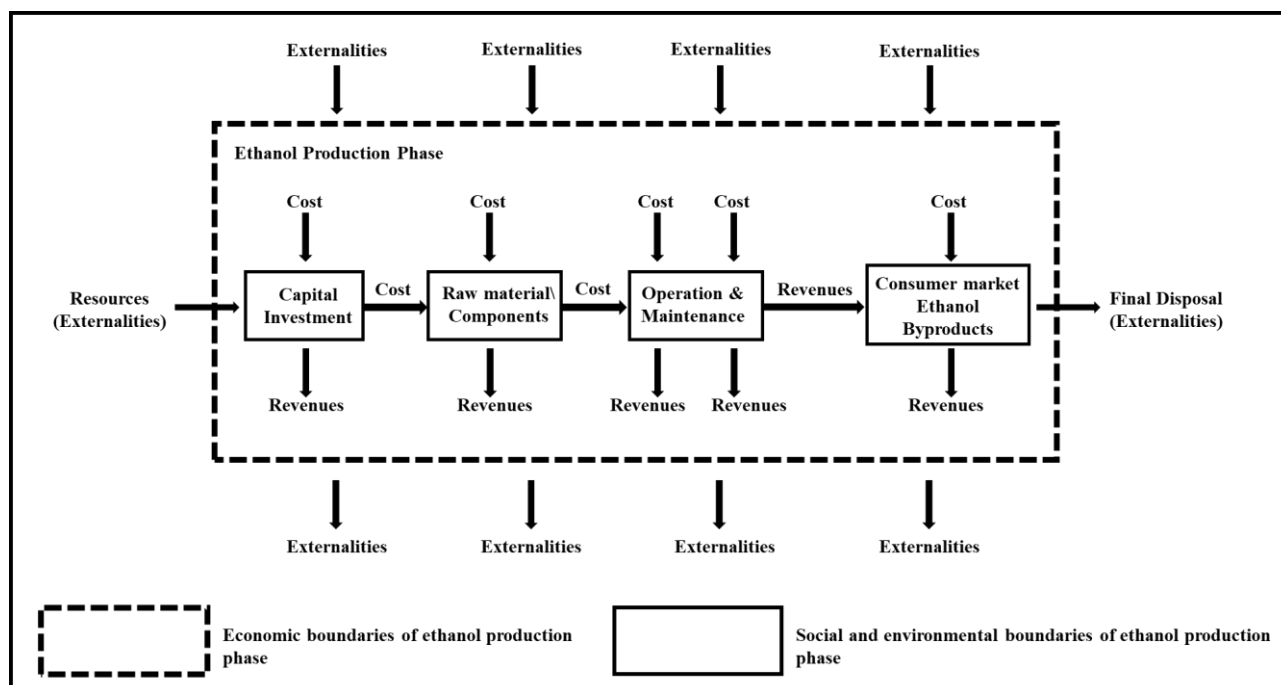 Externalities
Externalities
Externalities
Externalities
Ethanol Production Phase
Cost
Cost
Cost
Cost
Cost
Resources
(Externalities)
Capital
Investment
Cost
Raw material\
Components
Cost
Operation &
Maintenance
Revenues
Consumer market
Ethanol
Byproducts
Final Disposal
(Externalities)
Revenues
Revenues
Revenues
Revenues
Revenues
Externalities
Externalities
Externalities
Externalities
Economic boundaries of ethanol production
phase
Social and environmental boundaries of ethanol production
phase